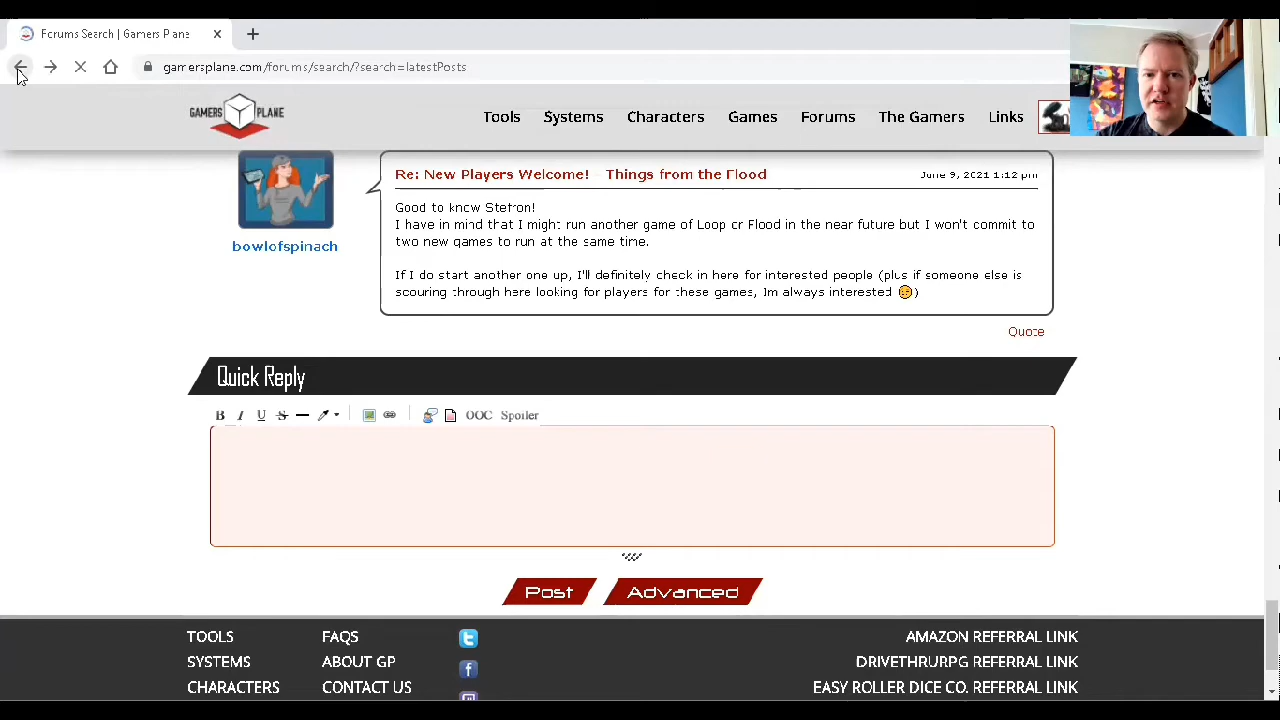 Forums Search | Gamers Plane
gamersplane.com/forums/search/?search=latestPosts
GAMERS PLANE
Tools Systems Characters Games Forums The Gamers Links
Re: New Players Welcome! - Things from the Flood
June 9, 2021 1:12 pm
Good to know Stefron!
I have in mind that I might run another game of Loop or Flood in the near future but I won't commit to
two new games to run at the same time.
If I do start another one up, I'll definitely check in here for interested people (plus if someone else is
scouring through here looking for players for these games, Im always interested 😉)
bowlofspinach
Quote
Quick Reply
B I U S OOC Spoiler
Post Advanced
TOOLS FAQS AMAZON REFERRAL LINK
SYSTEMS ABOUT GP DRIVETHRURPG REFERRAL LINK
CHARACTERS CONTACT US EASY ROLLER DICE CO. REFERRAL LINK